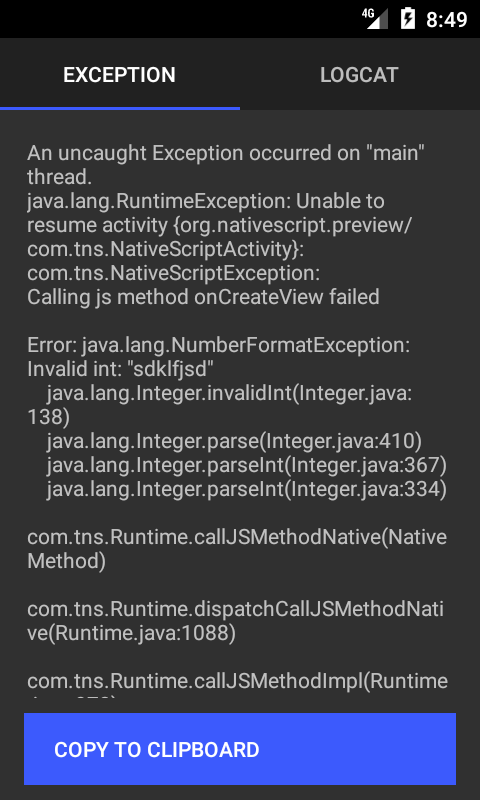 4G 8:49
EXCEPTION LOGCAT
An uncaught Exception occurred on "main"
thread.
java.lang.RuntimeException: Unable to
resume activity {org.nativescript.preview/
com.tns.NativeScriptActivity}:
com.tns.NativeScriptException:
Calling js method onCreateView failed
Error: java.lang.NumberFormatException:
Invalid int: "sdklfjsd"
java.lang.Integer.invalidInt(Integer.java:
138)
java.lang.Integer.parse(Integer.java:410)
java.lang.Integer.parseInt(Integer.java:367)
java.lang.Integer.parseInt(Integer.java:334)
com.tns.Runtime.callJSMethodNative(Native
Method)
com.tns.Runtime.dispatchCallJSMethodNati
ve(Runtime.java:1088)
com.tns.Runtime.callJSMethodImpl(Runtime
COPY TO CLIPBOARD